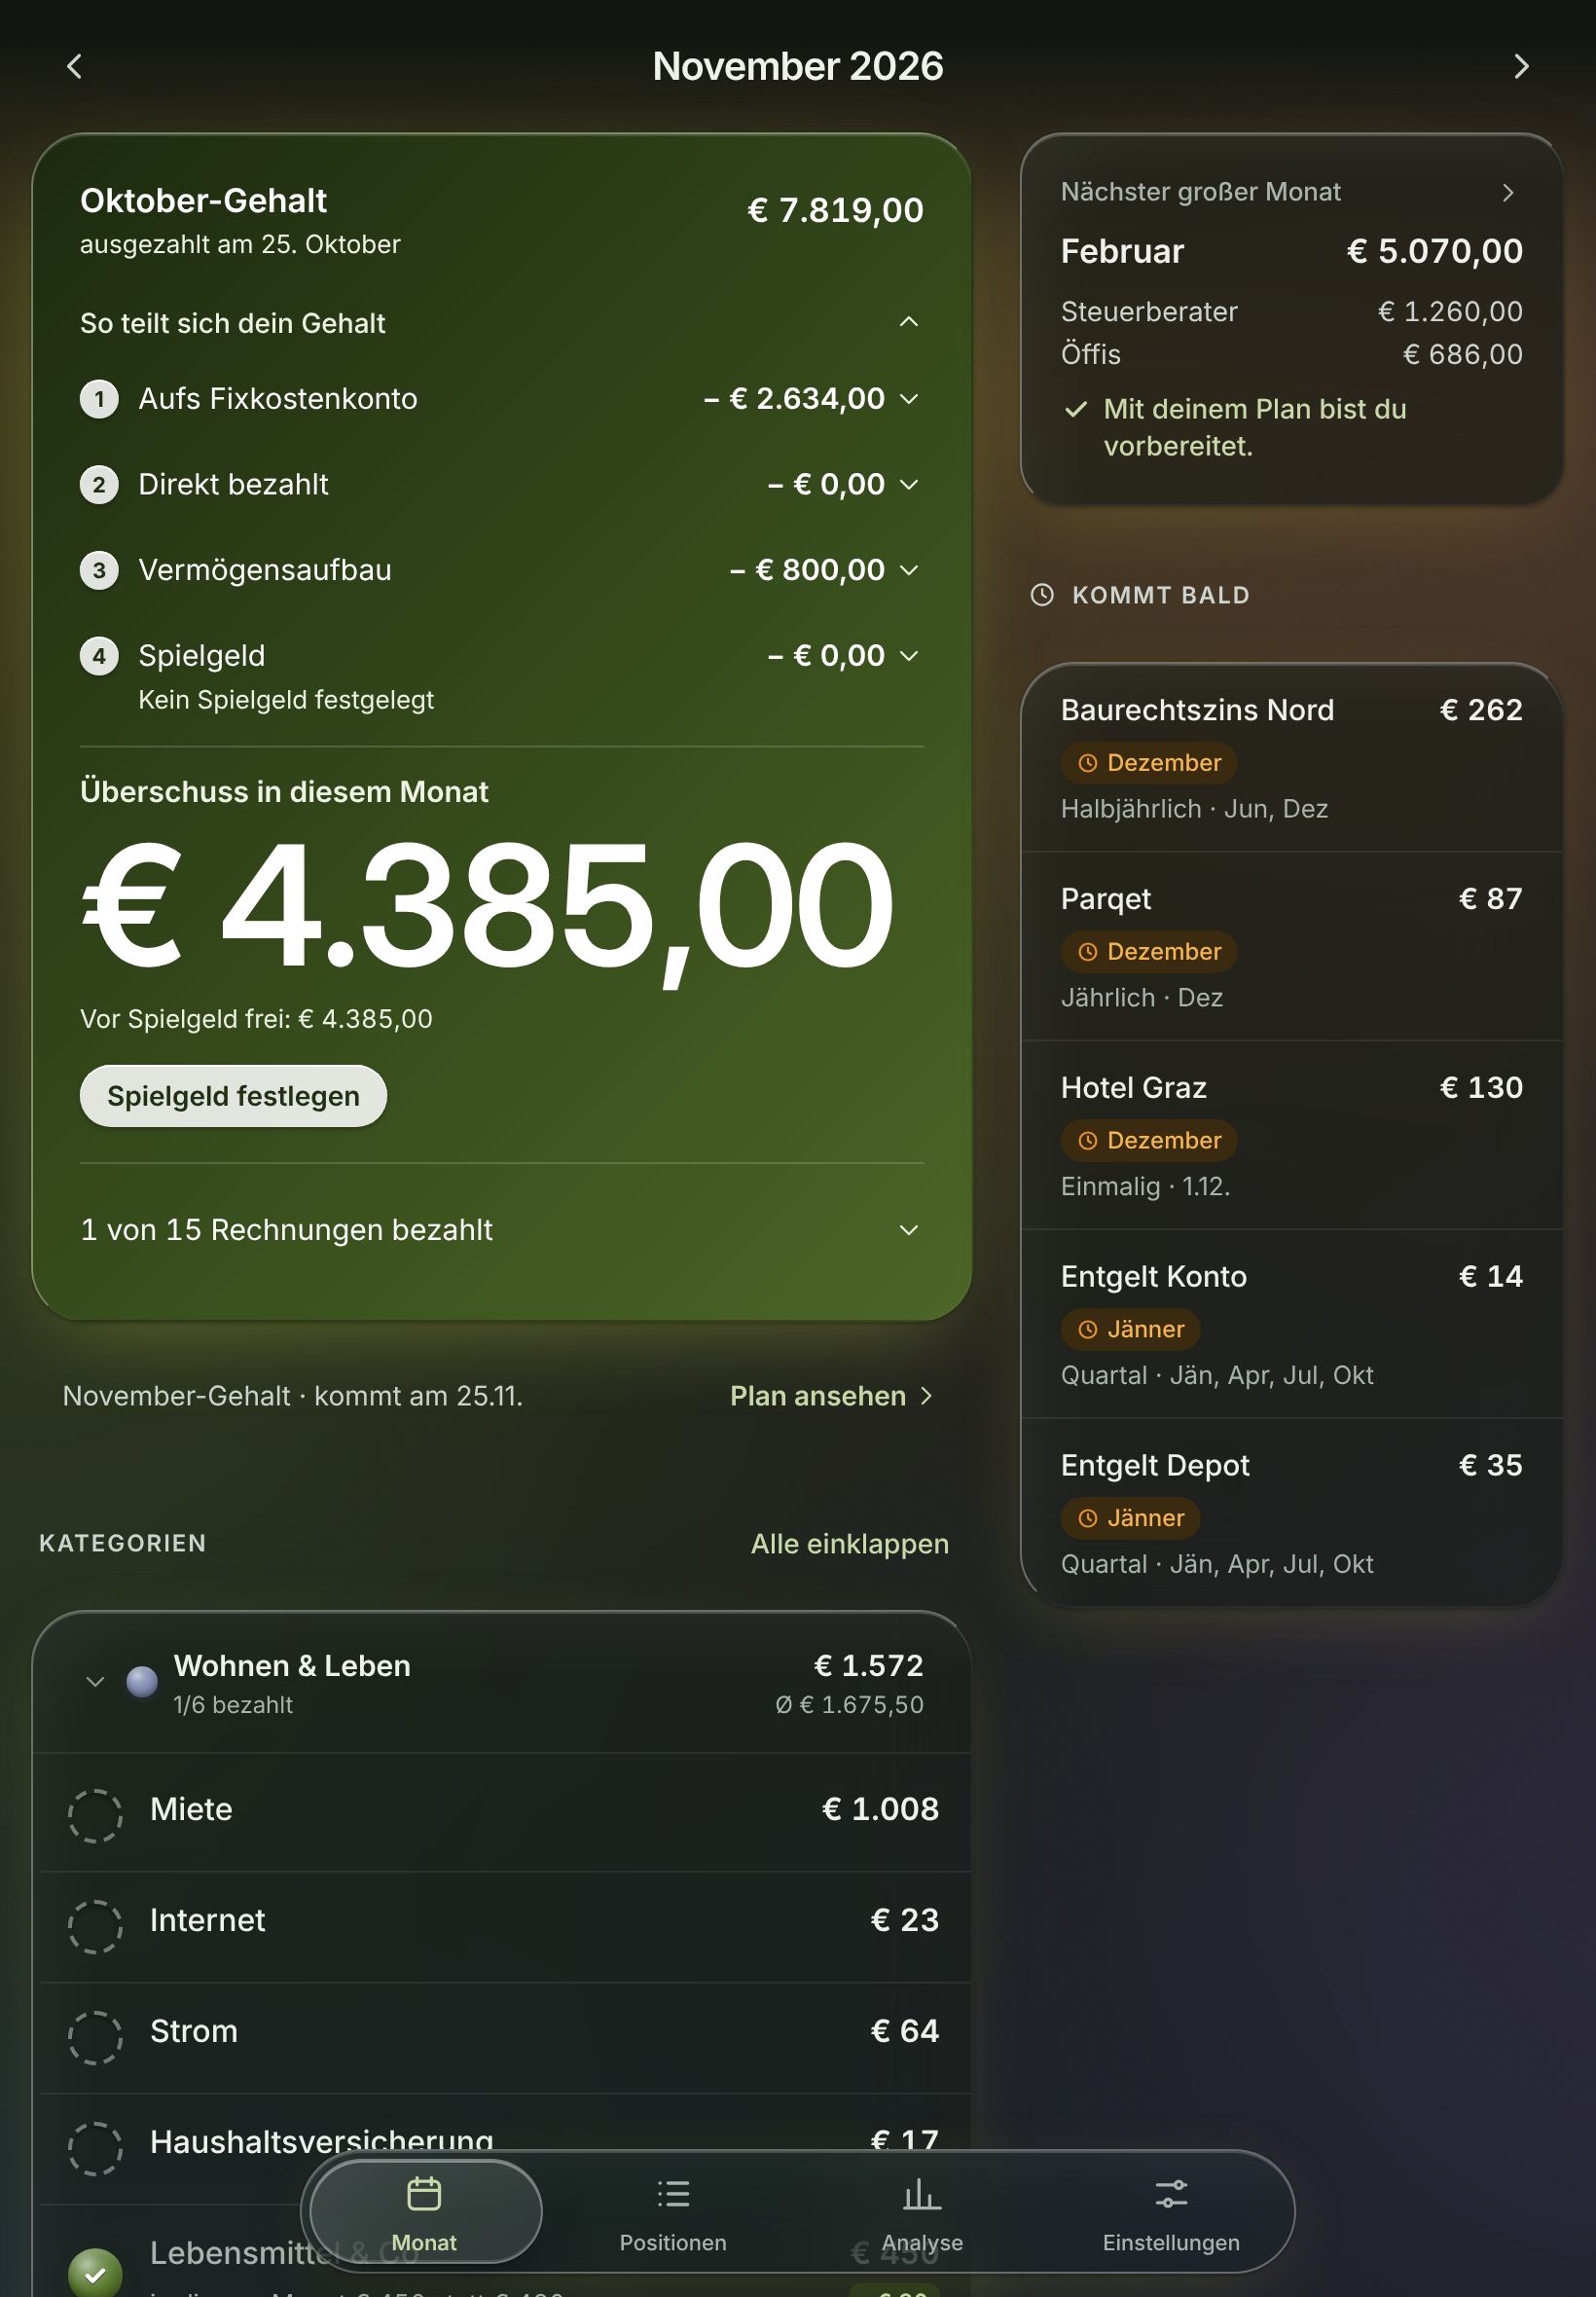 November 2026
Oktober-Gehalt
€ 7.819,00
ausgezahlt am 25. Oktober
So teilt sich dein Gehalt
1 Aufs Fixkostenkonto – € 2.634,00
2 Direkt bezahlt – € 0,00
3 Vermögensaufbau – € 800,00
4 Spielgeld – € 0,00
Kein Spielgeld festgelegt
Überschuss in diesem Monat
€ 4.385,00
Vor Spielgeld frei: € 4.385,00
Spielgeld festlegen
1 von 15 Rechnungen bezahlt
November-Gehalt · kommt am 25.11.
Plan ansehen
KATEGORIEN
Alle einklappen
Wohnen & Leben € 1.572
1/6 bezahlt Ø € 1.675,50
Miete € 1.008
Internet € 23
Strom € 64
Haushaltsversicherung € 17
Lebensmittel & Co € 450
Nächster großer Monat
Februar € 5.070,00
Steuerberater € 1.260,00
Öffis € 686,00
Mit deinem Plan bist du
vorbereitet.
KOMMT BALD
Baurechtszins Nord € 262
Dezember
Halbjährlich · Jun, Dez
Parqet € 87
Dezember
Jährlich · Dez
Hotel Graz € 130
Dezember
Einmalig · 1.12.
Entgelt Konto € 14
Jänner
Quartal · Jän, Apr, Jul, Okt
Entgelt Depot € 35
Jänner
Quartal · Jän, Apr, Jul, Okt
Monat
Positionen
Analyse
Einstellungen